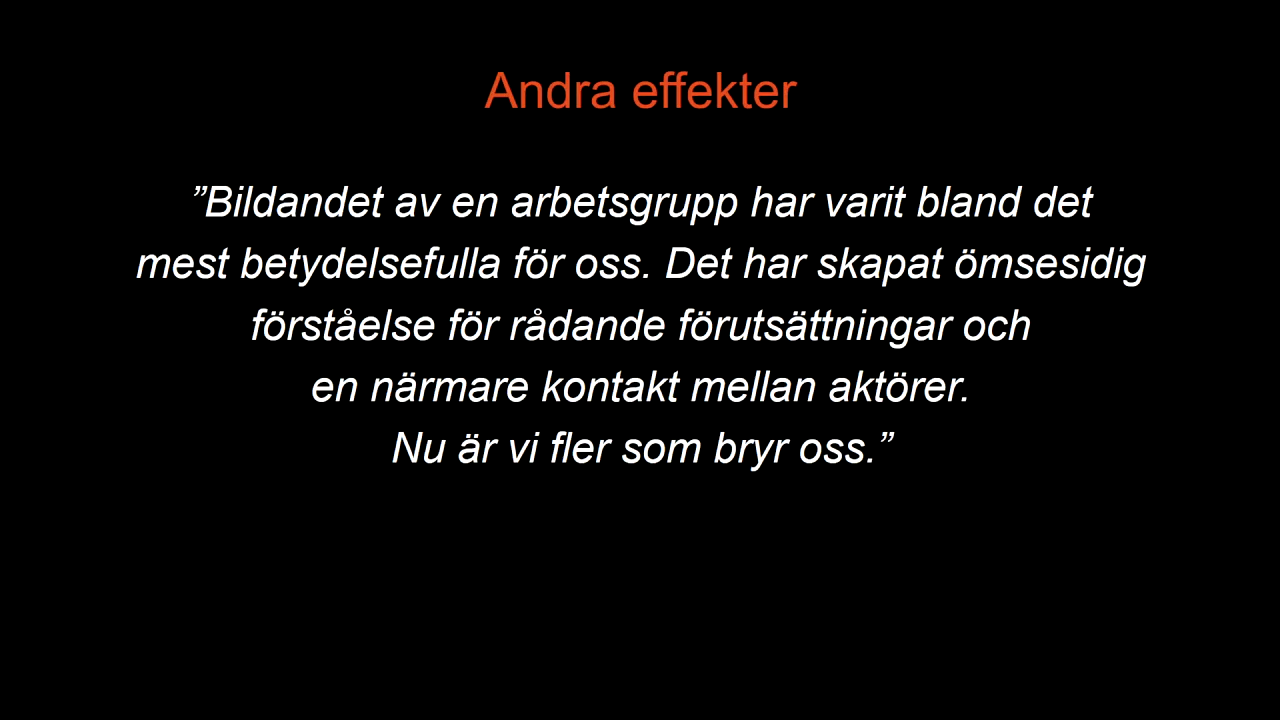 Andra effekter
”Bildandet av en arbetsgrupp har varit bland det
mest betydelsefulla för oss. Det har skapat ömsesidig
förståelse för rådande förutsättningar och
en närmare kontakt mellan aktörer.
Nu är vi fler som bryr oss.”